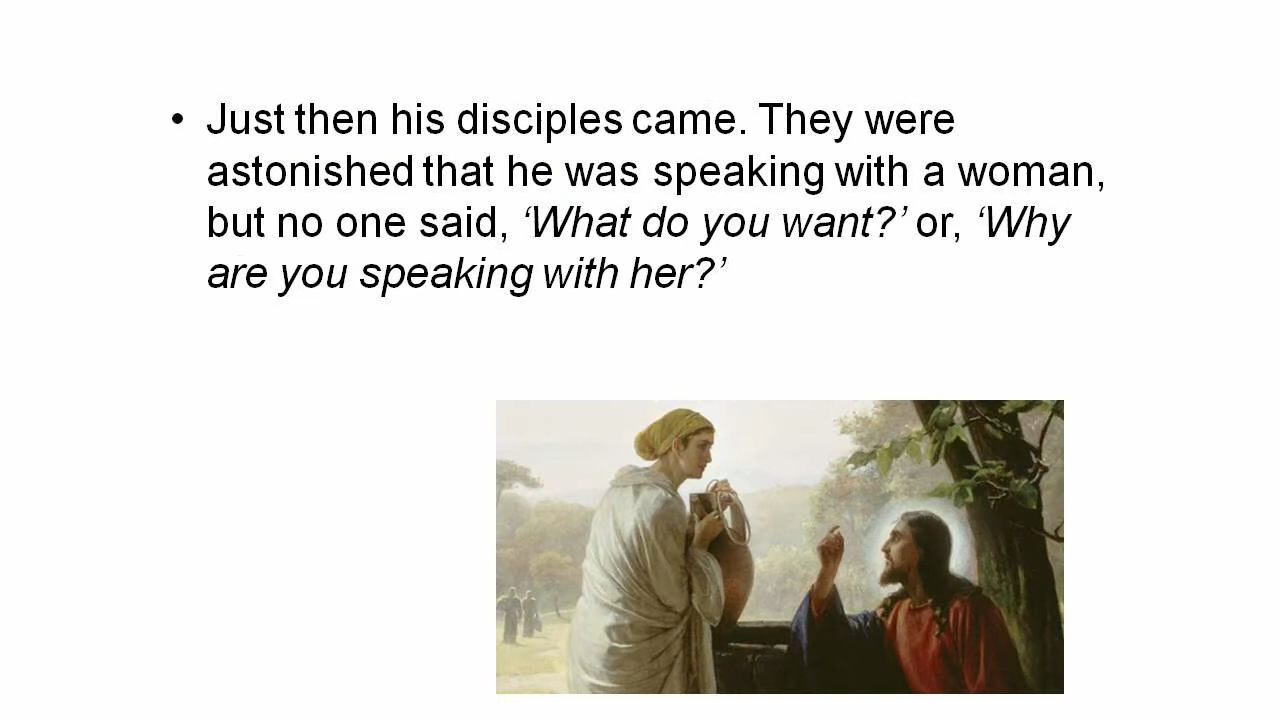 • Just then his disciples came. They were
astonished that he was speaking with a woman,
but no one said, ‘What do you want?’ or, ‘Why
are you speaking with her?’